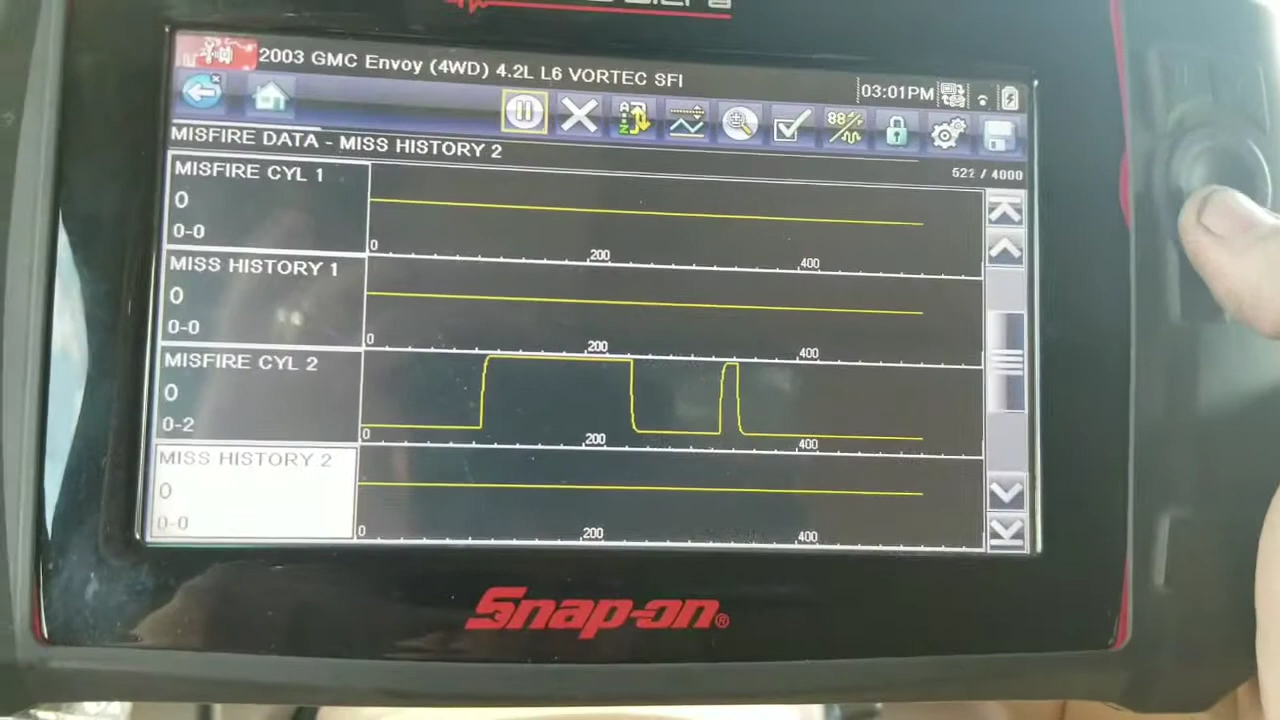 2003 GMC Envoy (4WD) 4.2L L6 VORTEC SFI
03:01PM
MISFIRE DATA - MISS HISTORY 2
522 / 4000
MISFIRE CYL 1
0
0-0
0 200 400
MISS HISTORY 1
0
0-0
0 200 400
MISFIRE CYL 2
0
0-2
0 200 400
MISS HISTORY 2
0
0-0
0 200 400
Snap-on®